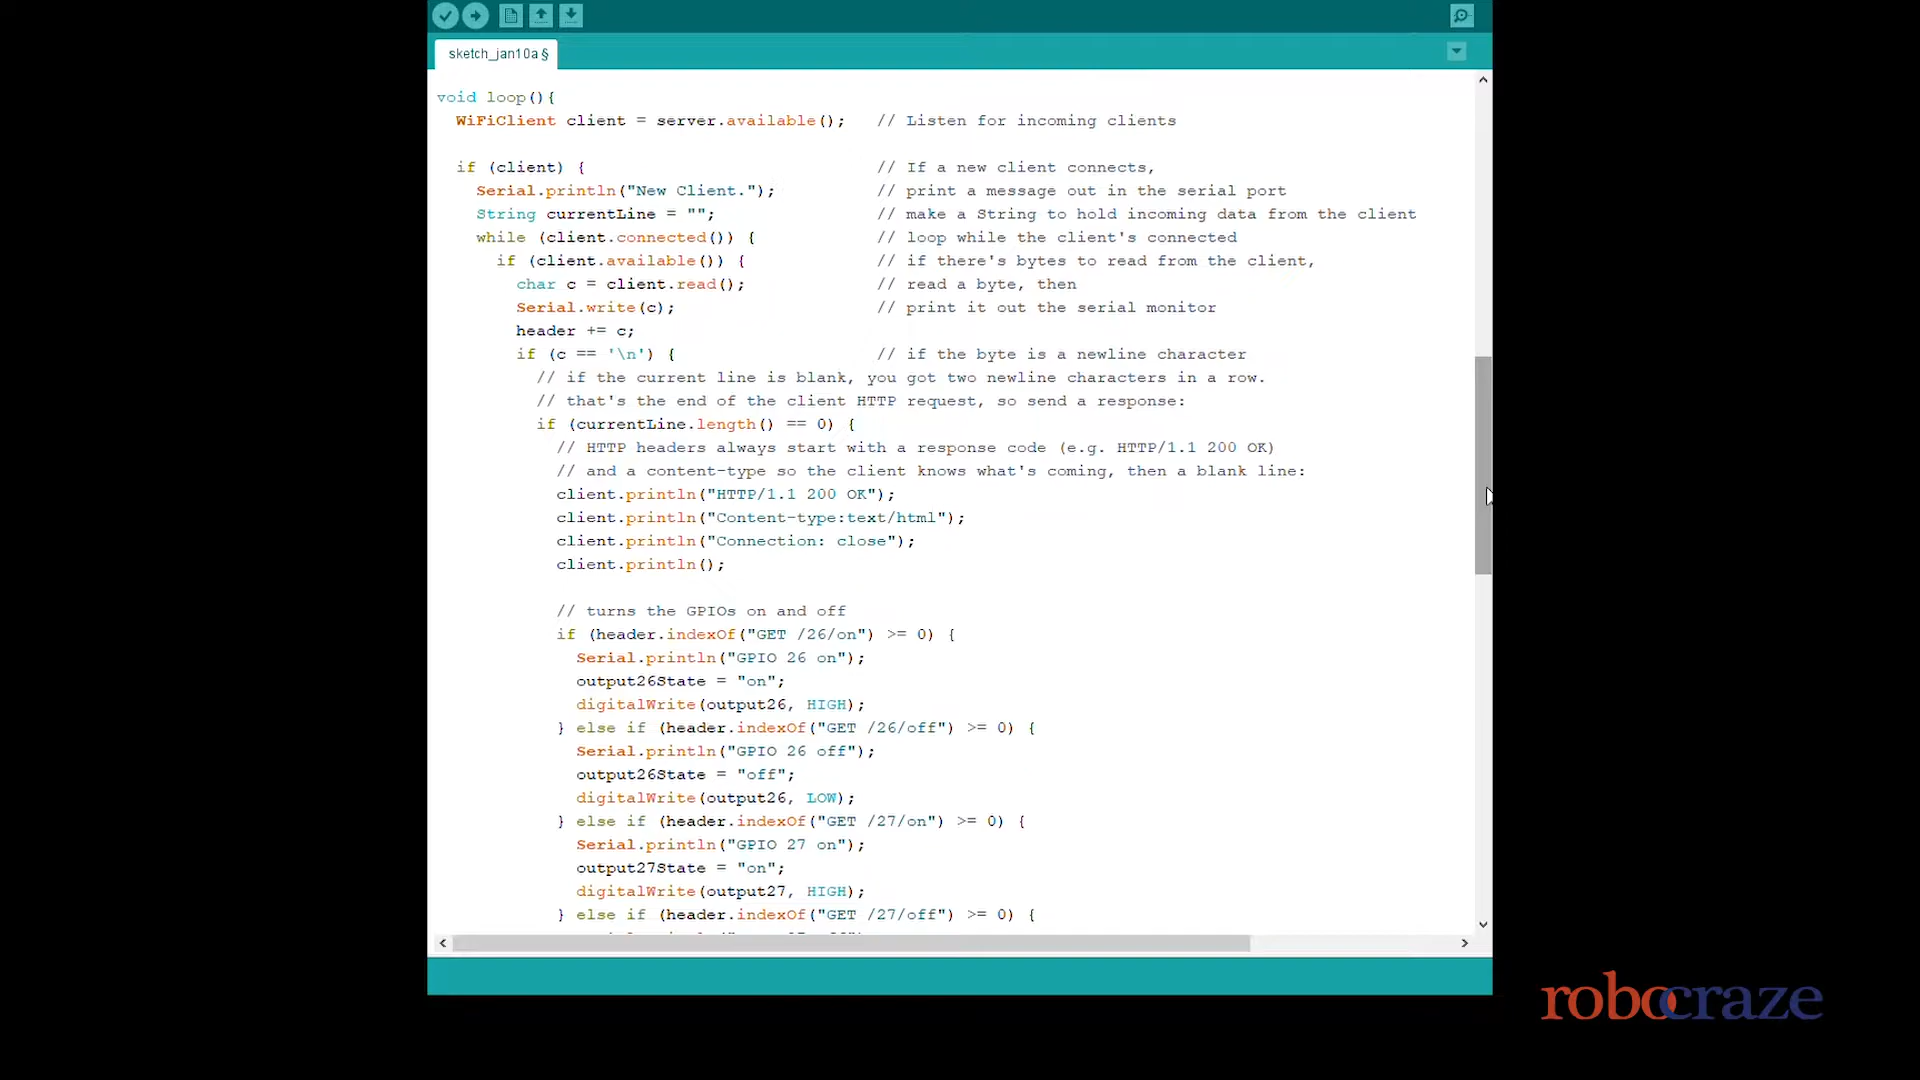 sketch_jan10a §
void loop(){
WiFiClient client = server.available();   // Listen for incoming clients
if (client) {                             // If a new client connects,
Serial.println("New Client.");          // print a message out in the serial port
String currentLine = "";                // make a String to hold incoming data from the client
while (client.connected()) {            // loop while the client's connected
if (client.available()) {             // if there's bytes to read from the client,
char c = client.read();             // read a byte, then
Serial.write(c);                    // print it out the serial monitor
header += c;
if (c == '\n') {                    // if the byte is a newline character
// if the current line is blank, you got two newline characters in a row.
// that's the end of the client HTTP request, so send a response:
if (currentLine.length() == 0) {
// HTTP headers always start with a response code (e.g. HTTP/1.1 200 OK)
// and a content-type so the client knows what's coming, then a blank line:
client.println("HTTP/1.1 200 OK");
client.println("Content-type:text/html");
client.println("Connection: close");
client.println();
// turns the GPIOs on and off
if (header.indexOf("GET /26/on") >= 0) {
Serial.println("GPIO 26 on");
output26State = "on";
digitalWrite(output26, HIGH);
} else if (header.indexOf("GET /26/off") >= 0) {
Serial.println("GPIO 26 off");
output26State = "off";
digitalWrite(output26, LOW);
} else if (header.indexOf("GET /27/on") >= 0) {
Serial.println("GPIO 27 on");
output27State = "on";
digitalWrite(output27, HIGH);
} else if (header.indexOf("GET /27/off") >= 0) {
robocraze